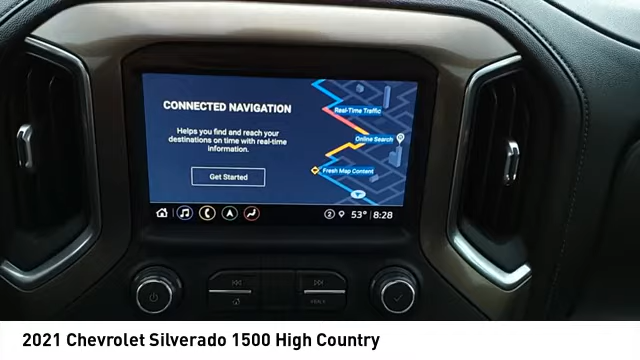 CONNECTED NAVIGATION
Helps you find and reach your
destinations on time with real-time
information.
Get Started
Real-Time Traffic
Online Search
Fresh Map Content
2 53° 8:28
2021 Chevrolet Silverado 1500 High Country